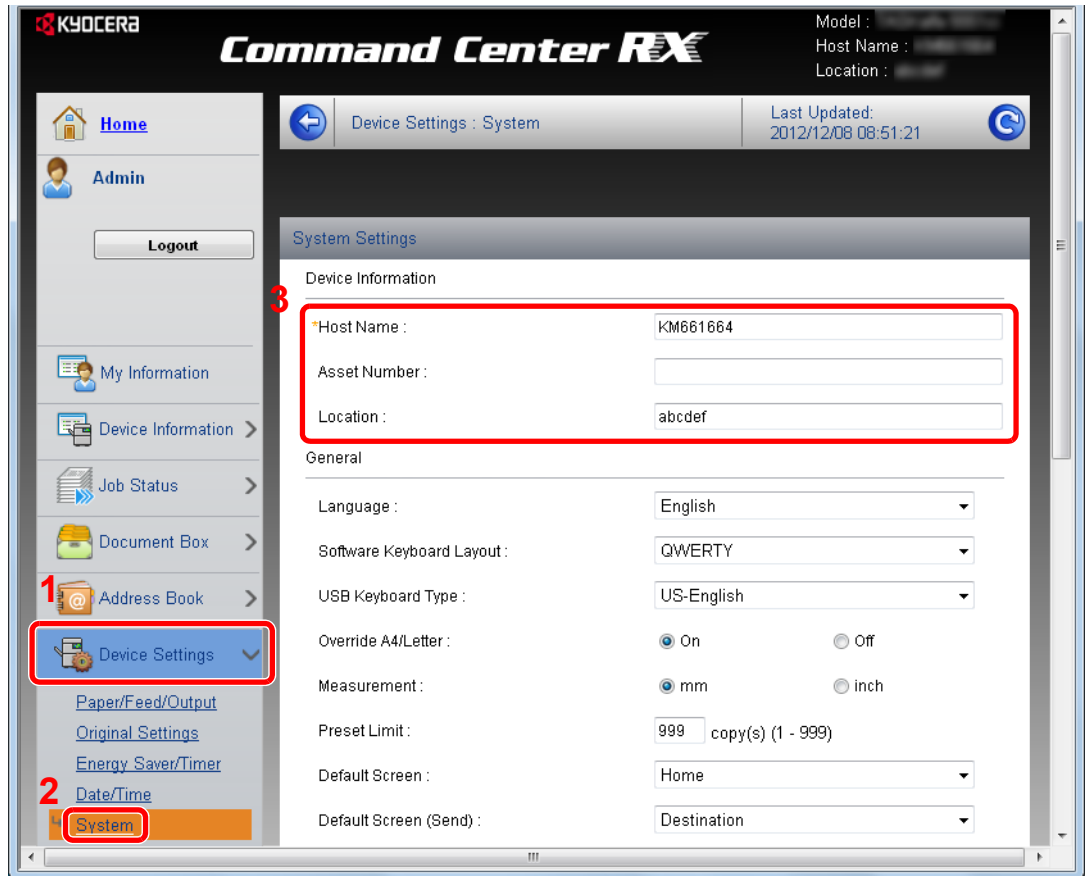 KYOCERA
Command Center RX
Model :
Host Name :
Location :
Home
Admin
Logout
My Information
Device Information
Job Status
Document Box
1
Address Book
Device Settings
Paper/Feed/Output
Original Settings
Energy Saver/Timer
2
Date/Time
System
Device Settings : System
Last Updated:
2012/12/08 08:51:21
System Settings
Device Information
3
*Host Name : KM661664
Asset Number :
Location : abcdef
General
Language : English
Software Keyboard Layout : QWERTY
USB Keyboard Type : US-English
Override A4/Letter : On Off
Measurement : mm inch
Preset Limit : 999 copy(s) (1 - 999)
Default Screen : Home
Default Screen (Send) : Destination